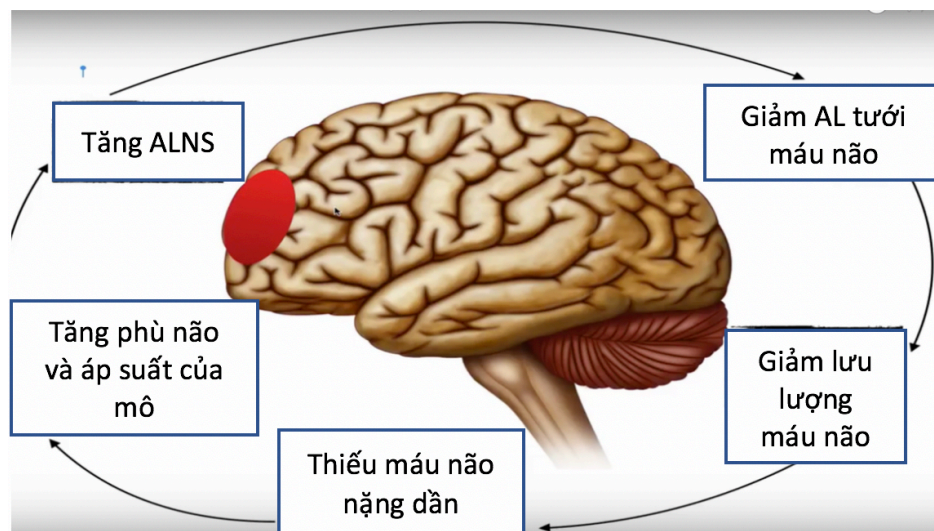 Tăng ALNS
Giảm AL tưới
máu não
Giảm lưu
lượng
máu não
Thiếu máu não
nặng dần
Tăng phù não
và áp suất của
mô